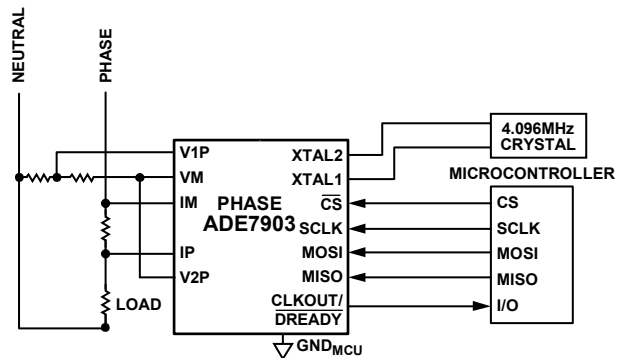 NEUTRAL
PHASE
V1P
VM
IM
IP
V2P
LOAD
PHASE
ADE7903
XTAL2
XTAL1
CS
SCLK
MOSI
MISO
CLKOUT/
DREADY
GNDMCU
4.096MHz
CRYSTAL
MICROCONTROLLER
CS
SCLK
MOSI
MISO
I/O